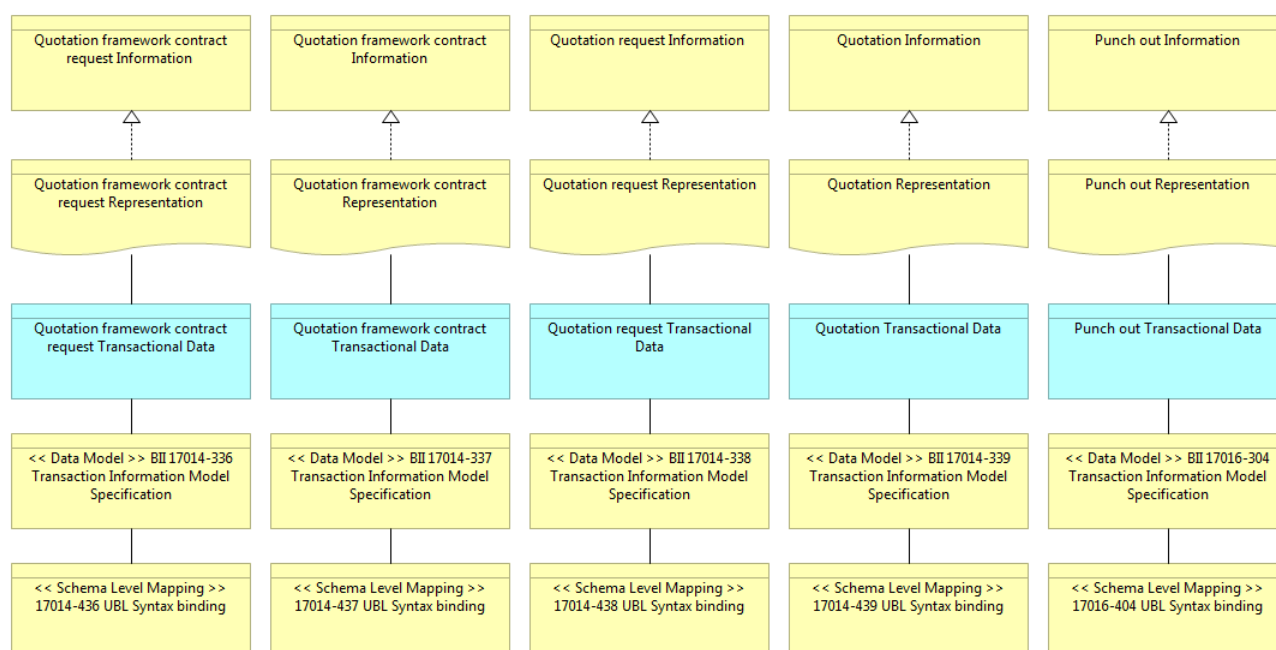 Quotation framework contract
request Information
Quotation framework contract
Information
Quotation request Information
Quotation Information
Punch out Information
Quotation framework contract
request Representation
Quotation framework contract
Representation
Quotation request Representation
Quotation Representation
Punch out Representation
Quotation framework contract
request Transactional Data
Quotation framework contract
Transactional Data
Quotation request Transactional
Data
Quotation Transactional Data
Punch out Transactional Data
<< Data Model >> BII 17014-336
Transaction Information Model
Specification
<< Data Model >> BII 17014-337
Transaction Information Model
Specification
<< Data Model >> BII 17014-338
Transaction Information Model
Specification
<< Data Model >> BII 17014-339
Transaction Information Model
Specification
<< Data Model >> BII 17016-304
Transaction Information Model
Specification
<< Schema Level Mapping >>
17014-436 UBL Syntax binding
<< Schema Level Mapping >>
17014-437 UBL Syntax binding
<< Schema Level Mapping >>
17014-438 UBL Syntax binding
<< Schema Level Mapping >>
17014-439 UBL Syntax binding
<< Schema Level Mapping >>
17016-404 UBL Syntax binding